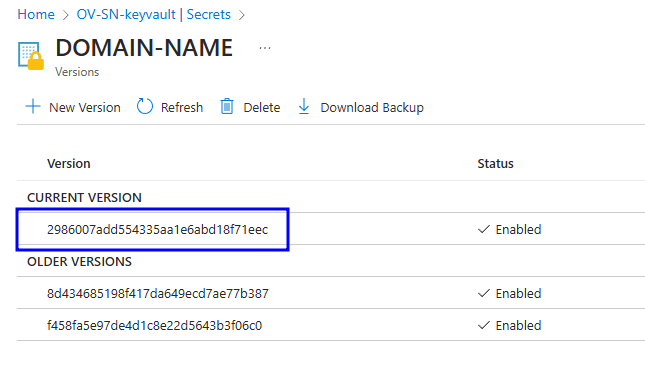 Home > OV-SN-keyvault | Secrets >
DOMAIN-NAME ...
Versions
New Version Refresh Delete Download Backup
Version Status
CURRENT VERSION
2986007add554335aa1e6abd18f71eec Enabled
OLDER VERSIONS
8d434685198f417da649ecd7ae77b387 Enabled
f458fa5e97de4d1c8e22d5643b3f06c0 Enabled